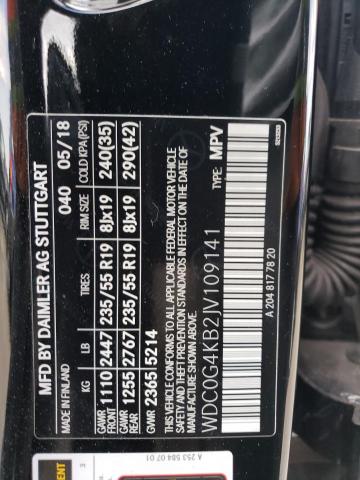 MFD BY DAIMLER AG STUTTGART
MADE IN FINLAND 040 05/18
KG LB TIRES RIM SIZE COLD KPA(PSI)
GAWR FRONT 1110 2447 235/55 R19 8Jx19 240(35)
GAWR REAR 1255 2767 235/55 R19 8Jx19 290(42)
GVWR 2365 5214
THIS VEHICLE CONFORMS TO ALL APPLICABLE FEDERAL MOTOR VEHICLE
SAFETY AND THEFT PREVENTION STANDARDS IN EFFECT ON THE DATE OF
MANUFACTURE SHOWN ABOVE.
TYPE: MPV
WDC0G4KB2JV109141
A 204 817 78 20
A 253 584 07 01